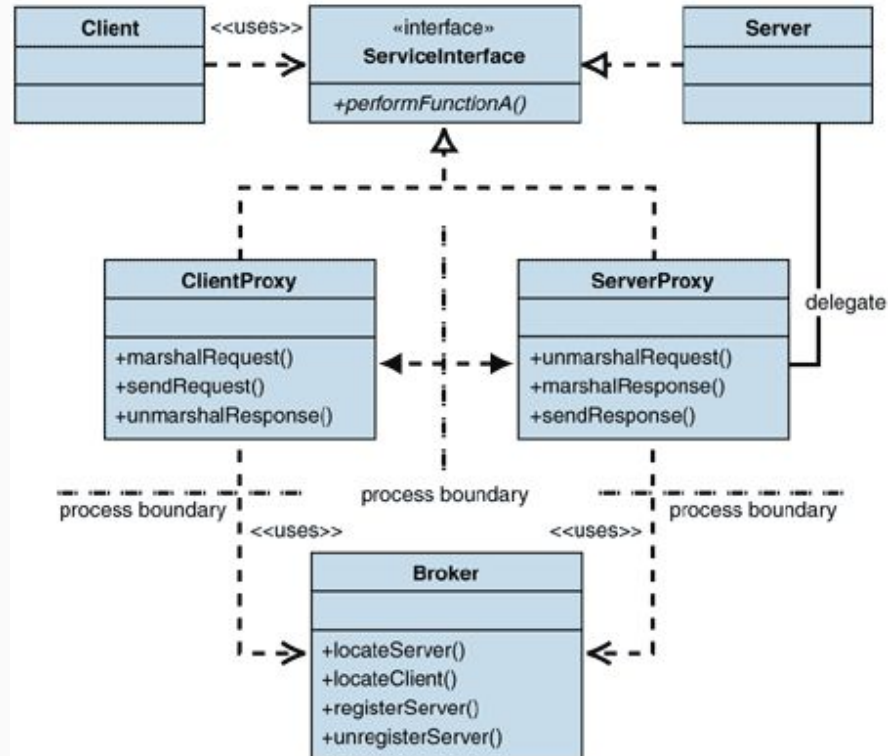 Client
<<uses>>
«interface»
ServiceInterface
+performFunctionA()
Server
ClientProxy
+marshalRequest()
+sendRequest()
+unmarshalResponse()
ServerProxy
+unmarshalRequest()
+marshalResponse()
+sendResponse()
delegate
process boundary
process boundary
process boundary
<<uses>>
<<uses>>
Broker
+locateServer()
+locateClient()
+registerServer()
+unregisterServer()